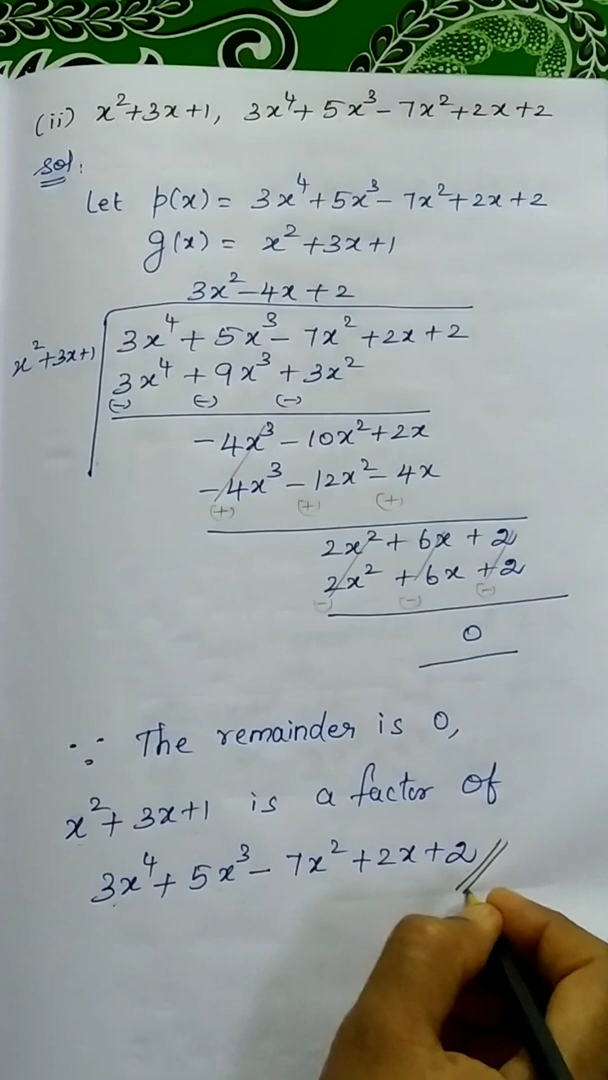 (ii) x²+3x+1, 3x⁴+5x³-7x²+2x+2
Sol.
Let p(x) = 3x⁴+5x³-7x²+2x+2
g(x) = x²+3x+1
3x²-4x+2
x²+3x+1 3x⁴+5x³-7x²+2x+2
3x⁴+9x³+3x²
(-) (-) (-)
-4x³-10x²+2x
-4x³-12x²-4x
(+) (+) (+)
2x²+6x+2
2x²+6x+2
(-) (-) (-)
0
∵ The remainder is 0,
x²+3x+1 is a factor of
3x⁴+5x³-7x²+2x+2//